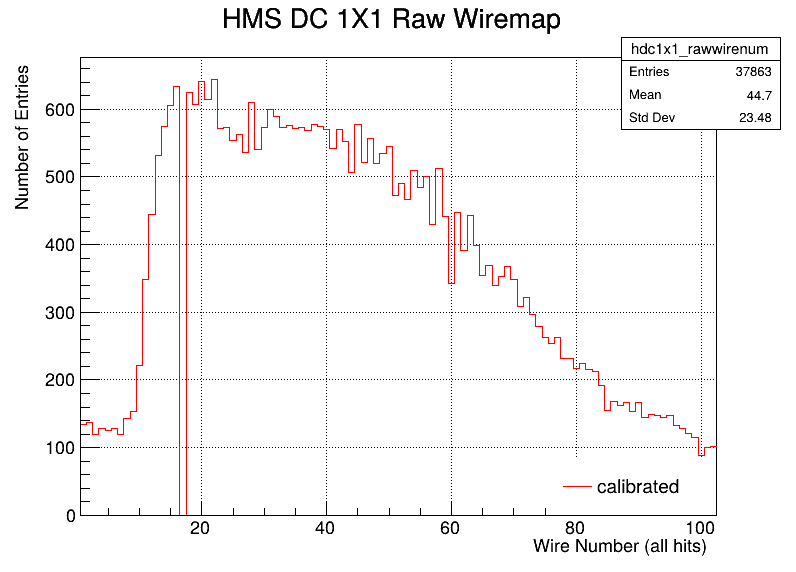 HMS DC 1X1 Raw Wiremap
hdc1x1_rawwirenum
Entries 37863
Mean 44.7
Std Dev 23.48
Number of Entries
600
500
400
300
200
100
0
calibrated
20 40 60 80 100
Wire Number (all hits)